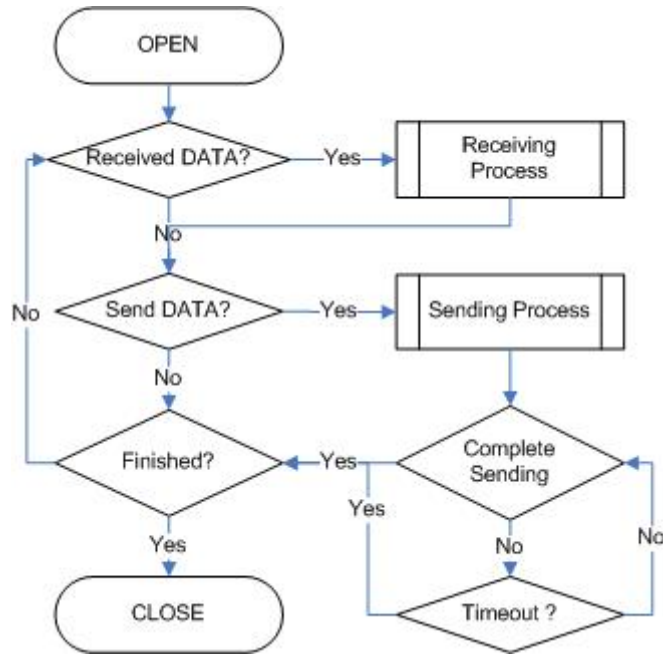 OPEN
Received DATA?
Yes
Receiving
Process
No
Send DATA?
Yes
Sending Process
No
No
Finished?
Yes
Complete
Sending
Yes
No
No
Yes
CLOSE
Timeout ?